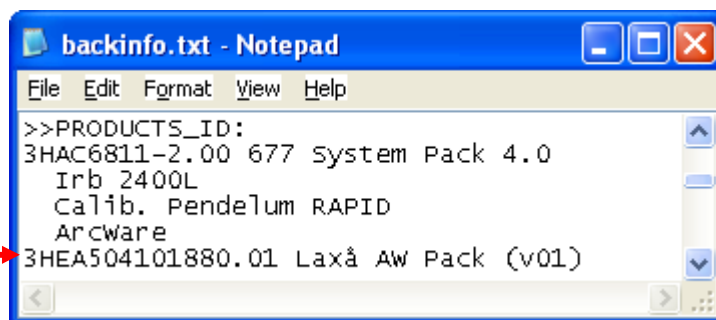 backinfo.txt - Notepad
File Edit Format View Help
>>PRODUCTS_ID:
3HAC6811-2.00 677 System Pack 4.0
Irb 2400L
Calib. Pendelum RAPID
ArcWare
3HEA504101880.01 Laxå AW Pack (v01)